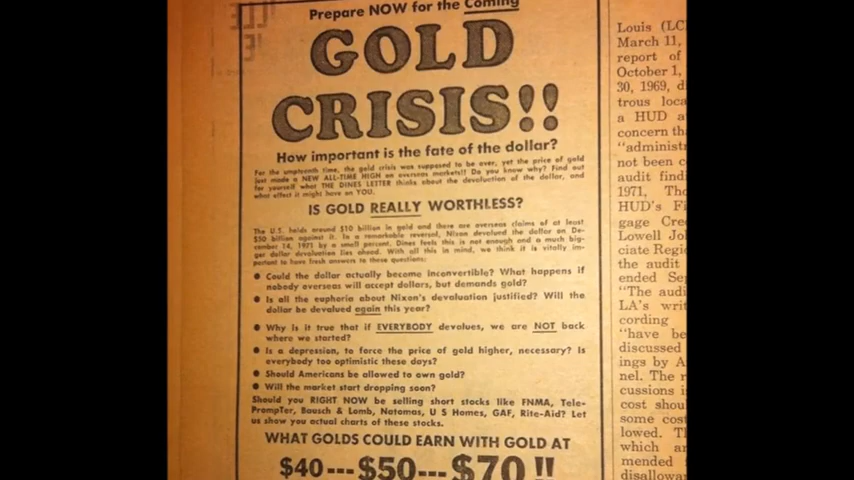 Prepare NOW for the Coming
GOLD
CRISIS!!
How important is the fate of the dollar?
For the umpteenth time, the gold crisis was supposed to be over, yet the price of gold
just made a NEW ALL-TIME HIGH on overseas markets!! Do you know why? Find out
for yourself what THE DINES LETTER thinks about the devaluation of the dollar, and
what effect it might have on YOU.
IS GOLD REALLY WORTHLESS?
The U.S. holds around $10 billion in gold and there are overseas claims of at least
$50 billion against it. In a remarkable reversal, Nixon devalued the dollar on De-
cember 14, 1971 by a small percent. Dines feels this is not enough and a much big-
ger dollar devaluation lies ahead. With all this in mind, we think it is vitally im-
portant to have fresh answers to these questions:
● Could the dollar actually become inconvertible? What happens if
nobody overseas will accept dollars, but demands gold?
● Is all the euphoria about Nixon's devaluation justified? Will the
dollar be devalued again this year?
● Why is it true that if EVERYBODY devalues, we are NOT back
where we started?
● Is a depression, to force the price of gold higher, necessary? Is
everybody too optimistic these days?
● Should Americans be allowed to own gold?
● Will the market start dropping soon?
Should you RIGHT NOW be selling short stocks like FNMA, Tele-
PrompTer, Bausch & Lomb, Natomas, U S Homes, GAF, Rite-Aid? Let
us show you actual charts of these stocks.
WHAT GOLDS COULD EARN WITH GOLD AT
$40---$50---$70!!
Louis (LC
March 11,
report of
October 1,
30, 1969, d
trous loca
a HUD a
concern th
"administ
not been c
audit find
1971, Tho
HUD's Fi
gage Cre
Lowell Jo
ciate Regi
the audit
ended Sep
"The audi
LA's writ
cording
"have be
discussed
ings by A
nel. The r
cussions i
cost shou
some cost
lowed. Th
which ar
mended
disallowa